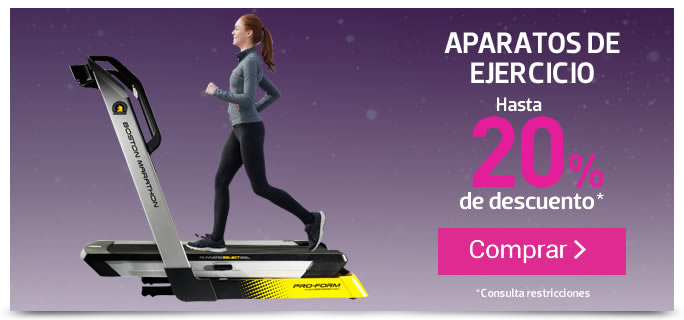 APARATOS DE
EJERCICIO
Hasta
20%
de descuento*
Comprar >
*Consulta restricciones
BOSTON MARATHON
PRO-FORM